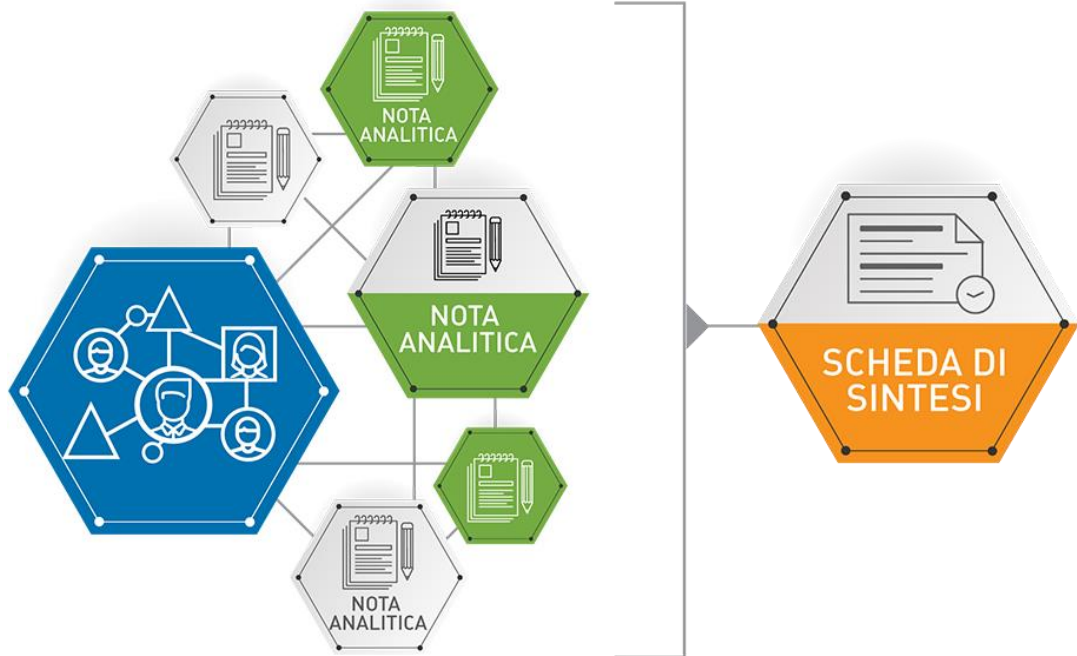 NOTA
ANALITICA
NOTA
ANALITICA
NOTA
ANALITICA
SCHEDA DI
SINTESI